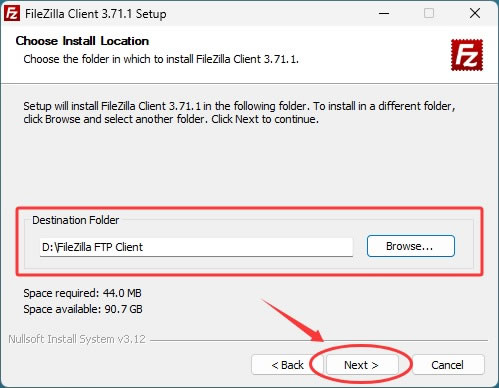 FileZilla Client 3.71.1 Setup
Choose Install Location
Choose the folder in which to install FileZilla Client 3.71.1.
Fz
Setup will install FileZilla Client 3.71.1 in the following folder. To install in a different folder,
click Browse and select another folder. Click Next to continue.
Destination Folder
D:\FileZilla FTP Client
Browse...
Space required: 44.0 MB
Space available: 90.7 GB
Nullsoft Install System v3.12
< Back
Next >
Cancel